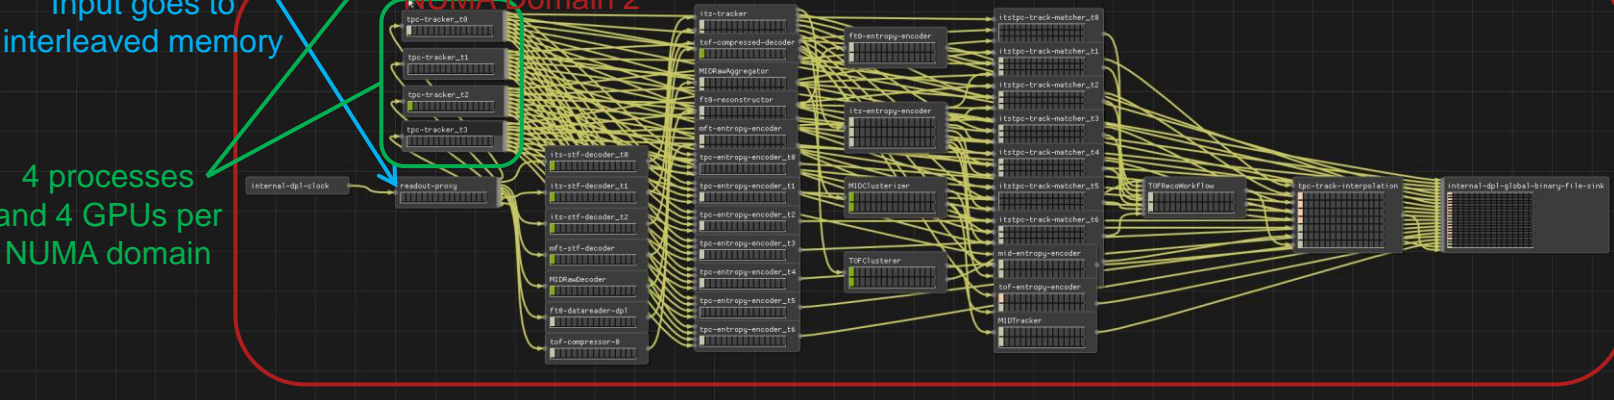 Input goes to
interleaved memory
NUMA Domain 2
4 processes
and 4 GPUs per
NUMA domain
internal-dpl-clock
readout-proxy
tpc-tracker_t0
tpc-tracker_t1
tpc-tracker_t2
tpc-tracker_t3
its-stf-decoder_t0
its-stf-decoder_t1
its-stf-decoder_t2
mft-stf-decoder
MIDRawDecoder
ft0-datareader-dpl
tof-compressor-0
its-tracker
tof-compressed-decoder
MIDRawAggregator
ft0-reconstructor
mft-entropy-encoder
tpc-entropy-encoder_t0
tpc-entropy-encoder_t1
tpc-entropy-encoder_t2
tpc-entropy-encoder_t3
tpc-entropy-encoder_t4
tpc-entropy-encoder_t5
tpc-entropy-encoder_t6
ft0-entropy-encoder
its-entropy-encoder
MIDClusterizer
TOFClusterer
itstpc-track-matcher_t0
itstpc-track-matcher_t1
itstpc-track-matcher_t2
itstpc-track-matcher_t3
itstpc-track-matcher_t4
itstpc-track-matcher_t5
itstpc-track-matcher_t6
mid-entropy-encoder
tof-entropy-encoder
MIDTracker
TOFRecoWorkflow
tpc-track-interpolation
internal-dpl-global-binary-file-sink